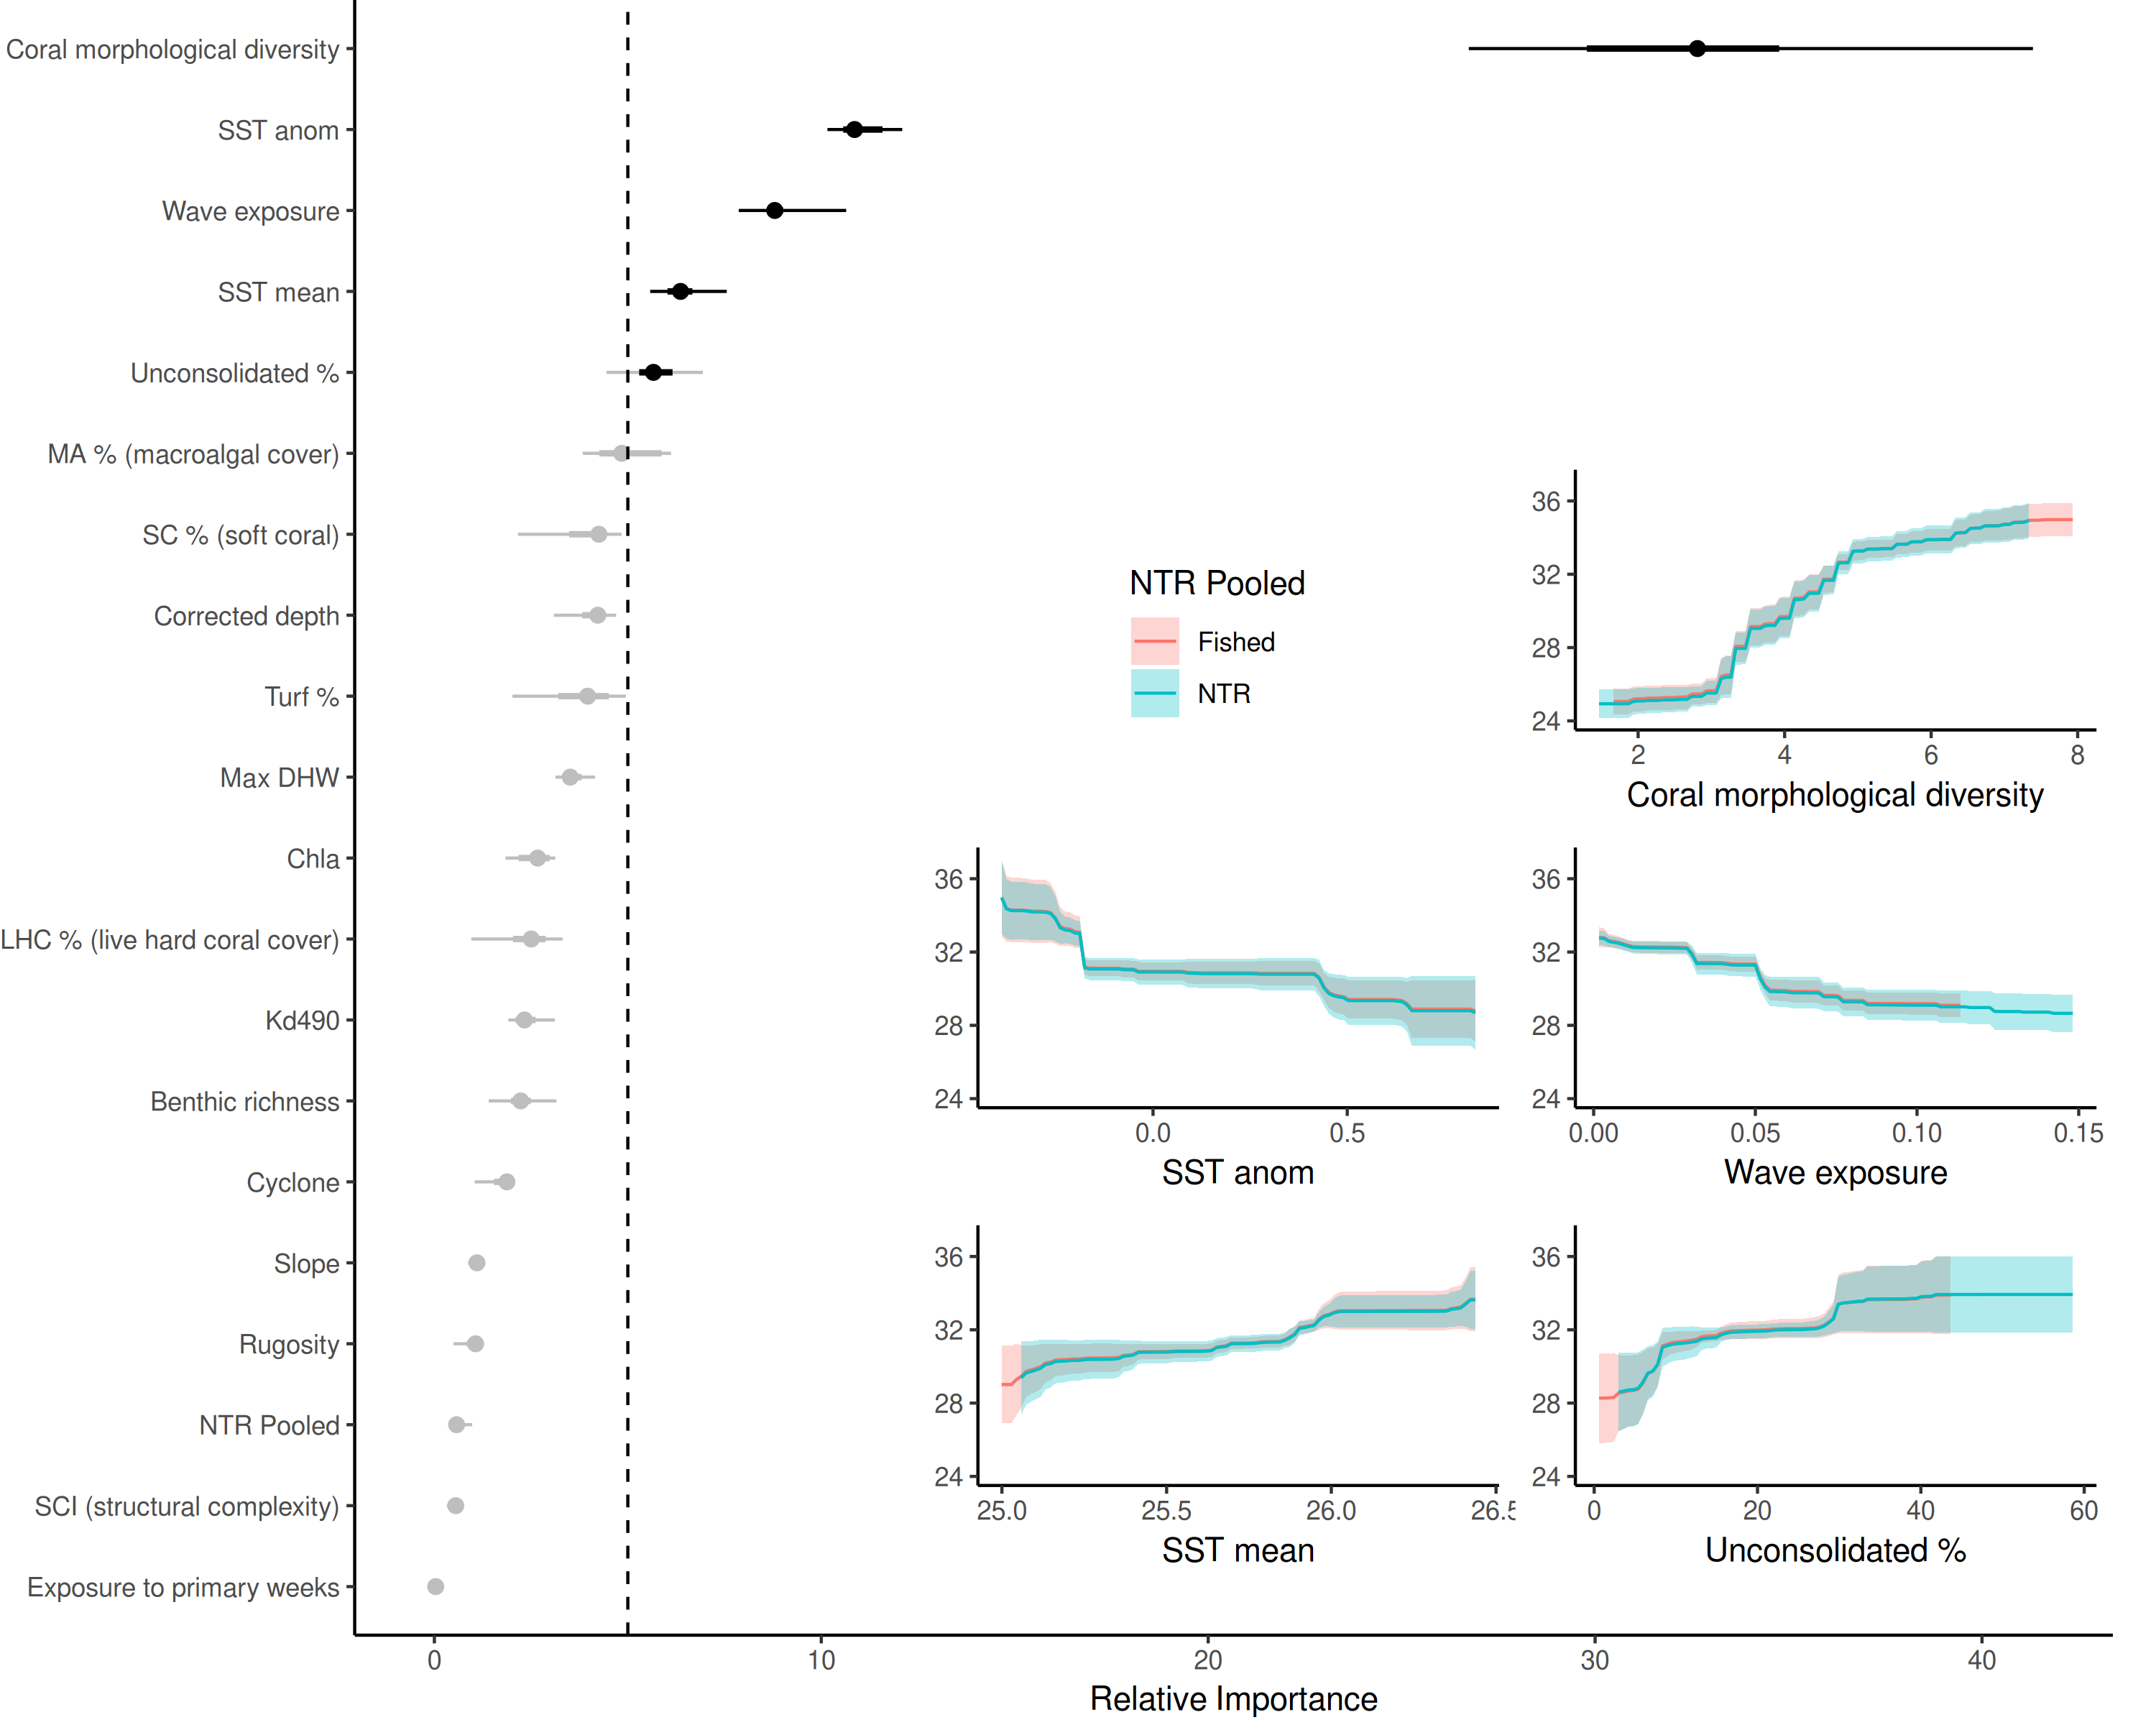 Coral morphological diversity
SST anom
Wave exposure
SST mean
Unconsolidated %
MA % (macroalgal cover)
SC % (soft coral)
Corrected depth
Turf %
Max DHW
Chla
LHC % (live hard coral cover)
Kd490
Benthic richness
Cyclone
Slope
Rugosity
NTR Pooled
SCI (structural complexity)
Exposure to primary weeks
0 10 20 30 40
Relative Importance
NTR Pooled
Fished
NTR
36
32
28
24
2 4 6 8
Coral morphological diversity
36
32
28
24
0.0 0.5
SST anom
36
32
28
24
0.00 0.05 0.10 0.15
Wave exposure
36
32
28
24
25.0 25.5 26.0 26.5
SST mean
36
32
28
24
0 20 40 60
Unconsolidated %